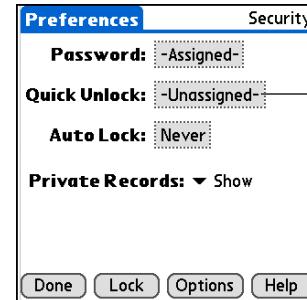 Preferences Security
Password: -Assigned-
Quick Unlock: -Unassigned-
Auto Lock: Never
Private Records: Show
Done Lock Options Help